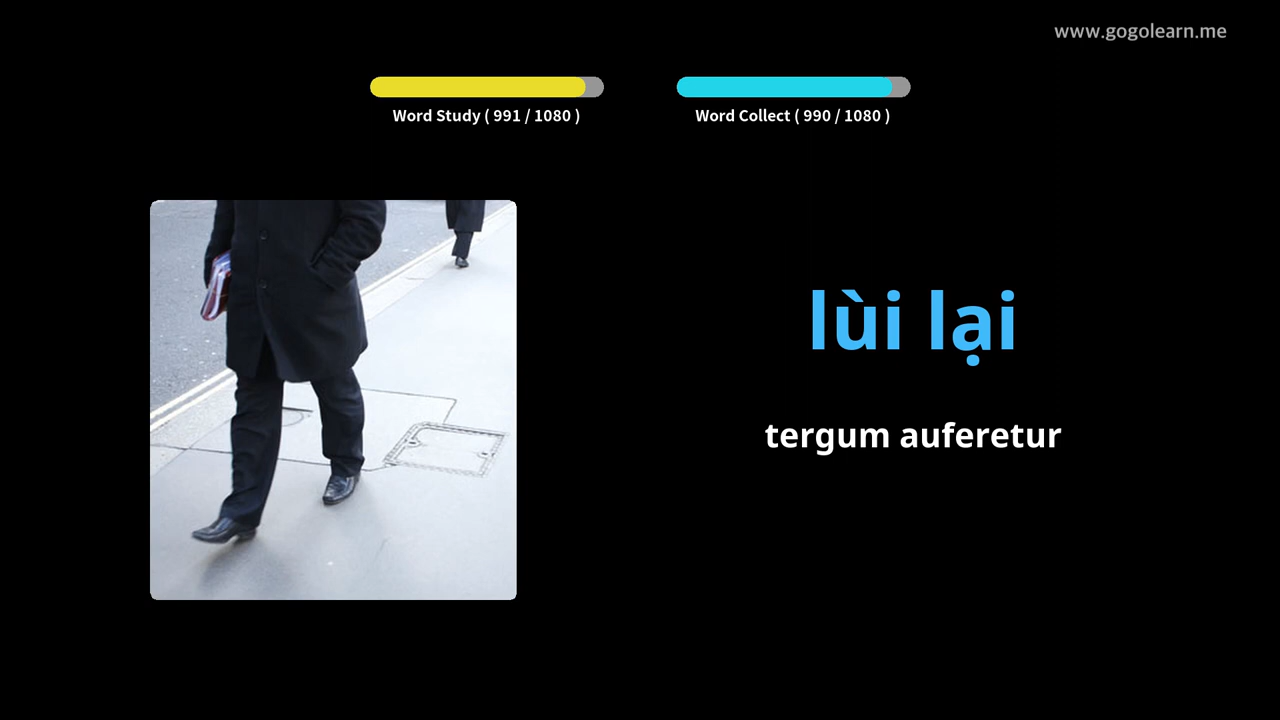 www.gogolearn.me
Word Study ( 991 / 1080 )
Word Collect ( 990 / 1080 )
lùi lại
tergum auferetur